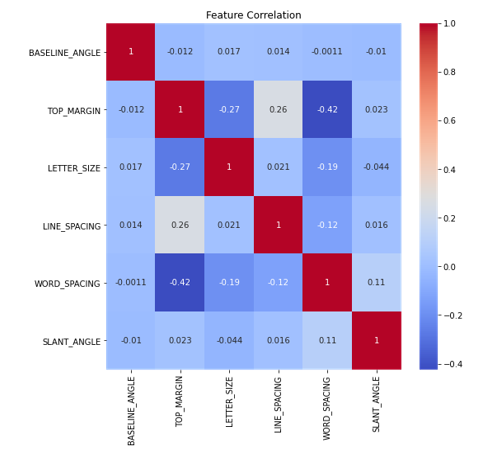 Feature Correlation
BASELINE_ANGLE 1 -0.012 0.017 0.014 -0.0011 -0.01
TOP_MARGIN -0.012 1 -0.27 0.26 -0.42 0.023
LETTER_SIZE 0.017 -0.27 1 0.021 -0.19 -0.044
LINE_SPACING 0.014 0.26 0.021 1 -0.12 0.016
WORD_SPACING -0.0011 -0.42 -0.19 -0.12 1 0.11
SLANT_ANGLE -0.01 0.023 -0.044 0.016 0.11 1
BASELINE_ANGLE
TOP_MARGIN
LETTER_SIZE
LINE_SPACING
WORD_SPACING
SLANT_ANGLE
1.0
0.8
0.6
0.4
0.2
0.0
−0.2
−0.4